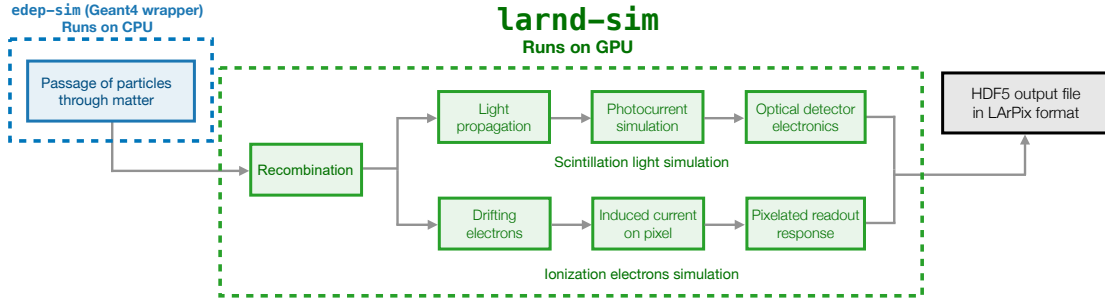 edep-sim (Geant4 wrapper)
Runs on CPU
larnd-sim
Runs on GPU
Passage of particles
through matter
Recombination
Light
propagation
Photocurrent
simulation
Optical detector
electronics
Scintillation light simulation
Drifting
electrons
Induced current
on pixel
Pixelated readout
response
Ionization electrons simulation
HDF5 output file
in LArPix format